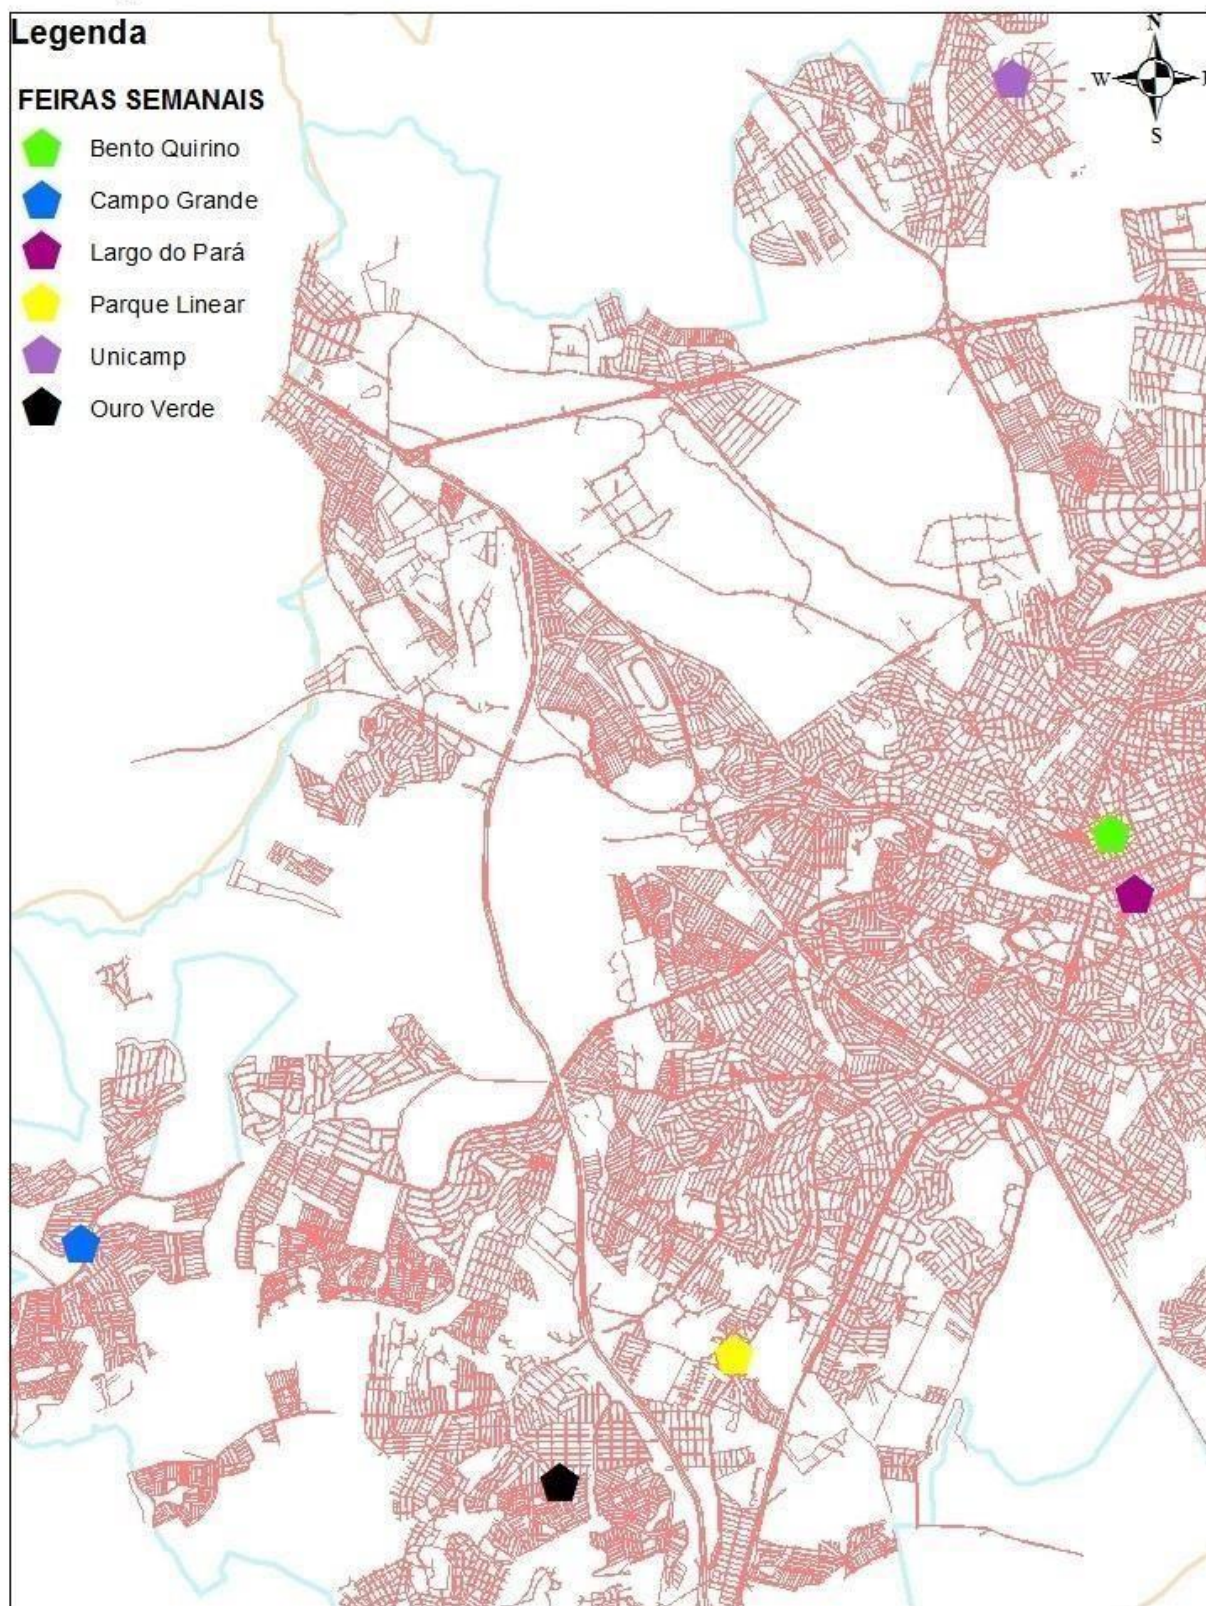 Legenda
FEIRAS SEMANAIS
Bento Quirino
Campo Grande
Largo do Pará
Parque Linear
Unicamp
Ouro Verde
N
W
S